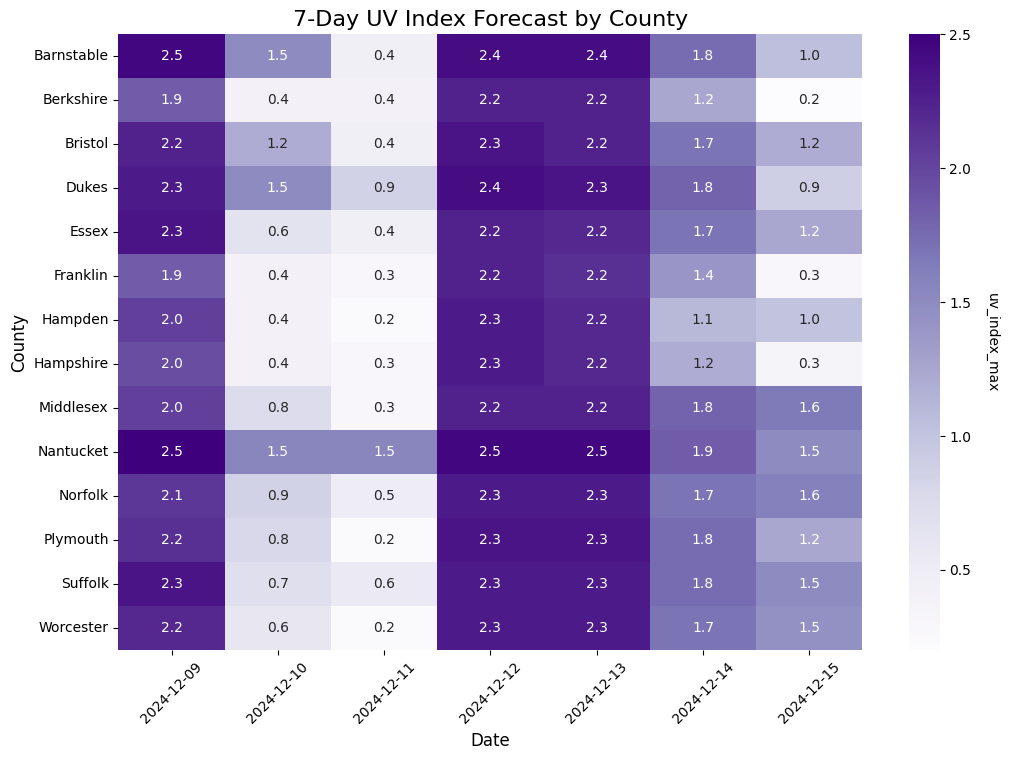 7-Day UV Index Forecast by County
Barnstable 2.5 1.5 0.4 2.4 2.4 1.8 1.0
Berkshire 1.9 0.4 0.4 2.2 2.2 1.2 0.2
Bristol 2.2 1.2 0.4 2.3 2.2 1.7 1.2
Dukes 2.3 1.5 0.9 2.4 2.3 1.8 0.9
Essex 2.3 0.6 0.4 2.2 2.2 1.7 1.2
Franklin 1.9 0.4 0.3 2.2 2.2 1.4 0.3
Hampden 2.0 0.4 0.2 2.3 2.2 1.1 1.0
Hampshire 2.0 0.4 0.3 2.3 2.2 1.2 0.3
Middlesex 2.0 0.8 0.3 2.2 2.2 1.8 1.6
Nantucket 2.5 1.5 1.5 2.5 2.5 1.9 1.5
Norfolk 2.1 0.9 0.5 2.3 2.3 1.7 1.6
Plymouth 2.2 0.8 0.2 2.3 2.3 1.8 1.2
Suffolk 2.3 0.7 0.6 2.3 2.3 1.8 1.5
Worcester 2.2 0.6 0.2 2.3 2.3 1.7 1.5
County
2024-12-09 2024-12-10 2024-12-11 2024-12-12 2024-12-13 2024-12-14 2024-12-15
Date
2.5
2.0
1.5
1.0
0.5
uv_index_max